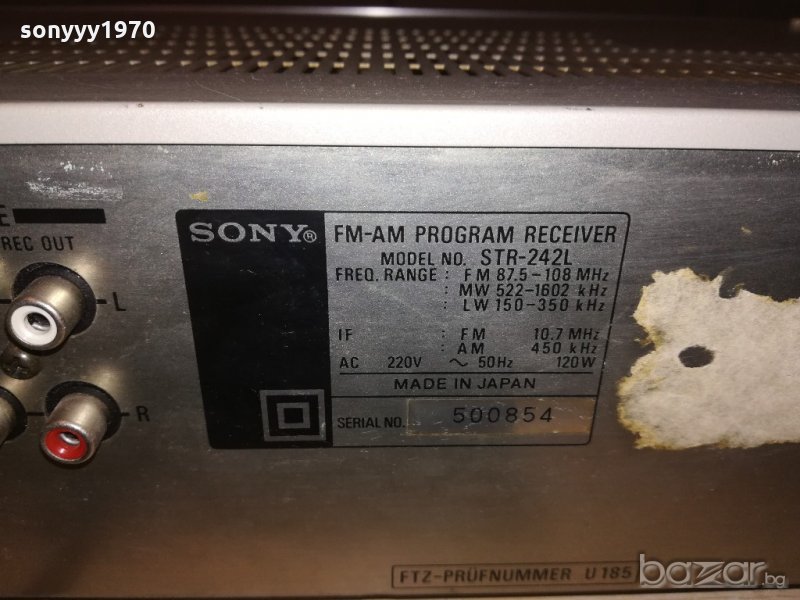 sonyyy1970
REC OUT
L
R
SONY®
FM-AM PROGRAM RECEIVER
MODEL NO. STR-242L
FREQ. RANGE : FM 87.5-108 MHz
: MW 522-1602 kHz
: LW 150-350 kHz
IF : FM 10.7 MHz
: AM 450 kHz
AC 220V ~ 50Hz 120W
MADE IN JAPAN
SERIAL NO. 500854
FTZ-PRÜFNUMMER U 185
bazar.bg